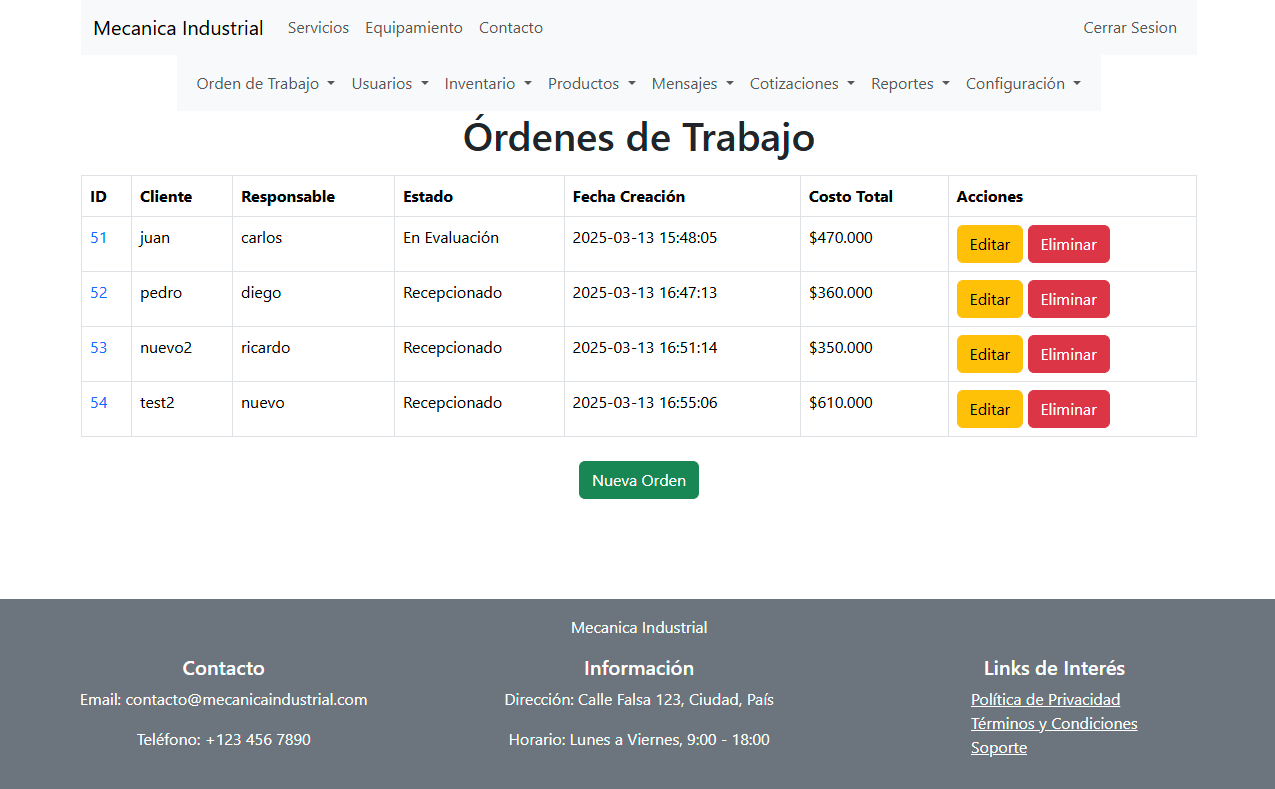 Mecanica Industrial Servicios Equipamiento Contacto Cerrar Sesion
Orden de Trabajo Usuarios Inventario Productos Mensajes Cotizaciones Reportes Configuración
Órdenes de Trabajo
ID Cliente Responsable Estado Fecha Creación Costo Total Acciones
51 juan carlos En Evaluación 2025-03-13 15:48:05 $470.000 Editar Eliminar
52 pedro diego Recepcionado 2025-03-13 16:47:13 $360.000 Editar Eliminar
53 nuevo2 ricardo Recepcionado 2025-03-13 16:51:14 $350.000 Editar Eliminar
54 test2 nuevo Recepcionado 2025-03-13 16:55:06 $610.000 Editar Eliminar
Nueva Orden
Mecanica Industrial
Contacto
Email: contacto@mecanicaindustrial.com
Teléfono: +123 456 7890
Información
Dirección: Calle Falsa 123, Ciudad, País
Horario: Lunes a Viernes, 9:00 - 18:00
Links de Interés
Política de Privacidad
Términos y Condiciones
Soporte